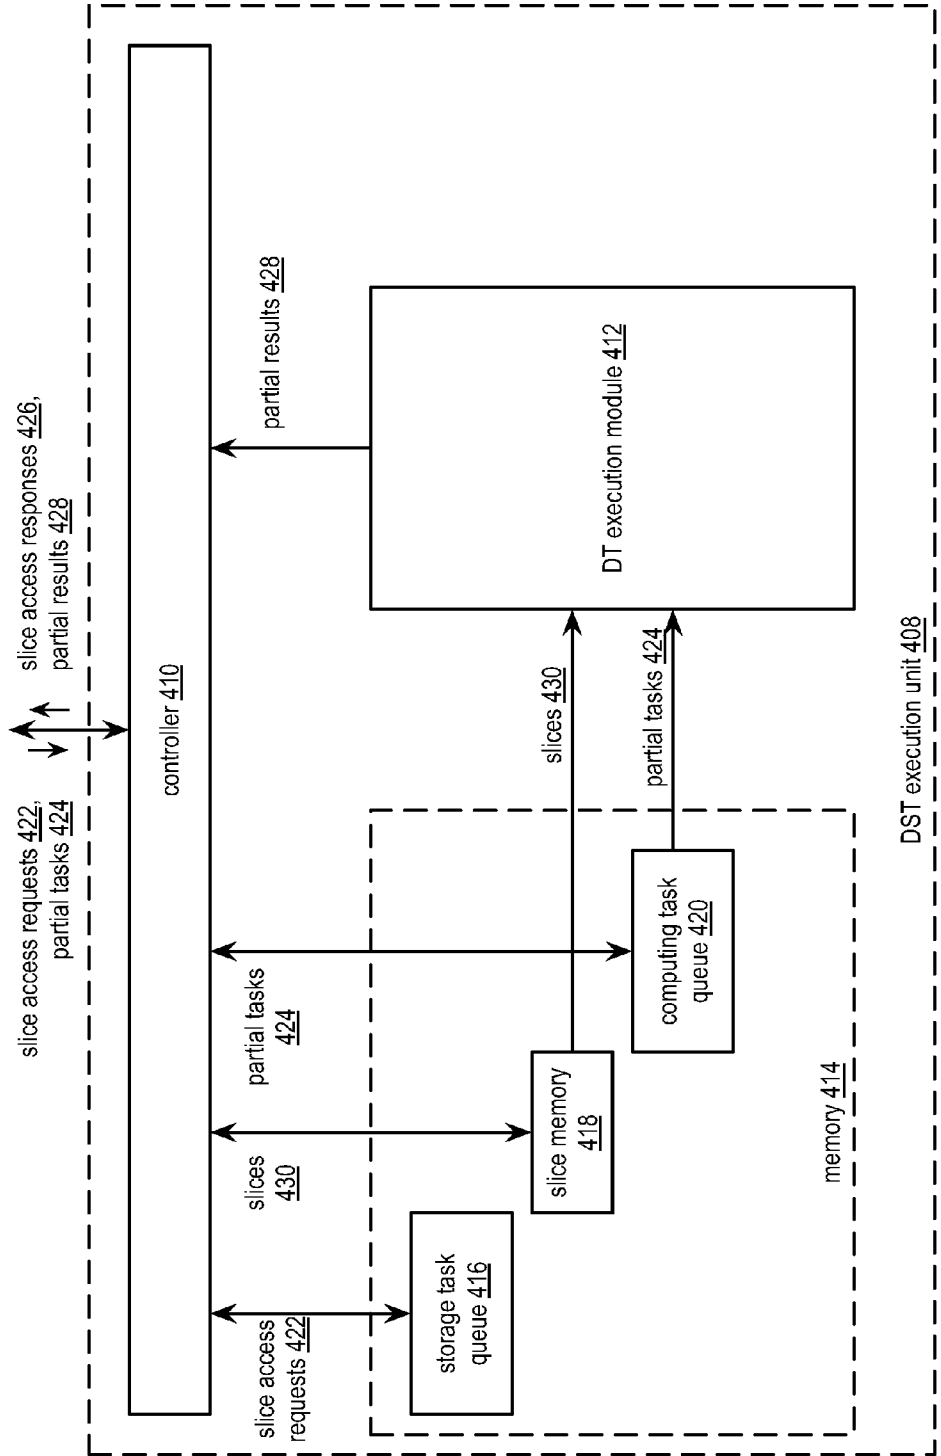 slice access requests 422,
partial tasks 424
slice access responses 426,
partial results 428
controller 410
slice access
requests 422
slices
430
partial tasks
424
partial results 428
storage task
queue 416
slice memory
418
computing task
queue 420
slices 430
partial tasks 424
DT execution module 412
memory 414
DST execution unit 408